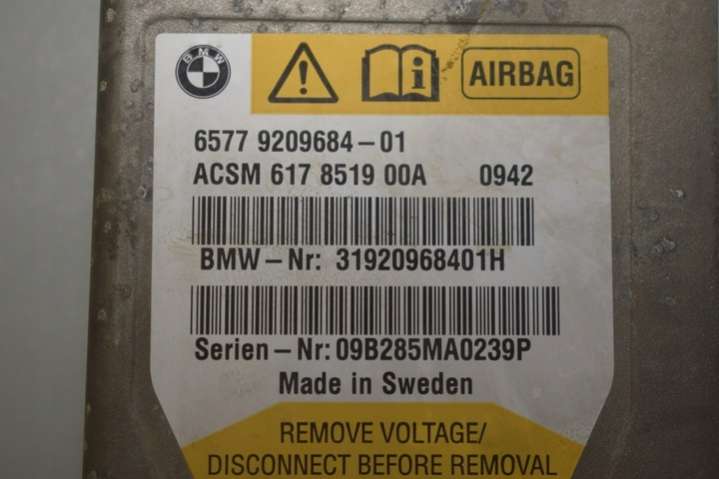 BMW
i AIRBAG
6577 9209684-01
ACSM 617 8519 00A 0942
BMW-Nr: 31920968401H
Serien-Nr: 09B285MA0239P
Made in Sweden
REMOVE VOLTAGE/
DISCONNECT BEFORE REMOVAL